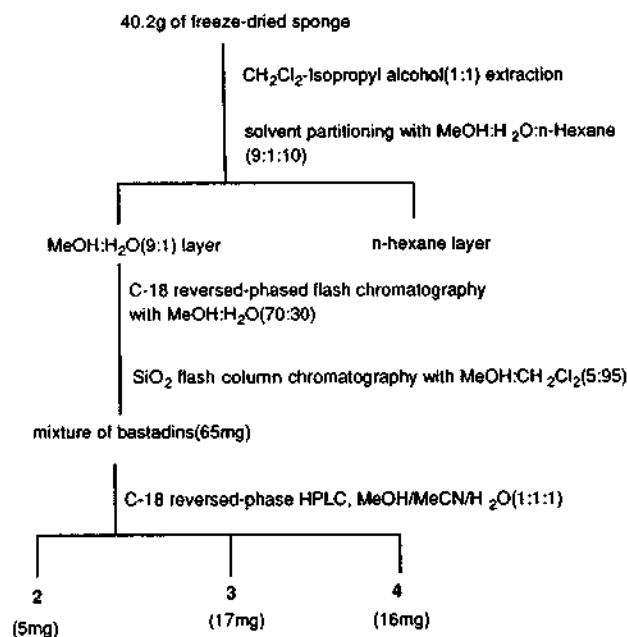 40.2g of freeze-dried sponge
CH2Cl2-Isopropyl alcohol(1:1) extraction
solvent partitioning with MeOH:H2O:n-Hexane
(9:1:10)
MeOH:H2O(9:1) layer
n-hexane layer
C-18 reversed-phased flash chromatography
with MeOH:H2O(70:30)
SiO2 flash column chromatography with MeOH:CH2Cl2(5:95)
mixture of bastadins(65mg)
C-18 reversed-phase HPLC, MeOH/MeCN/H2O(1:1:1)
2
3
4
(5mg)
(17mg)
(16mg)